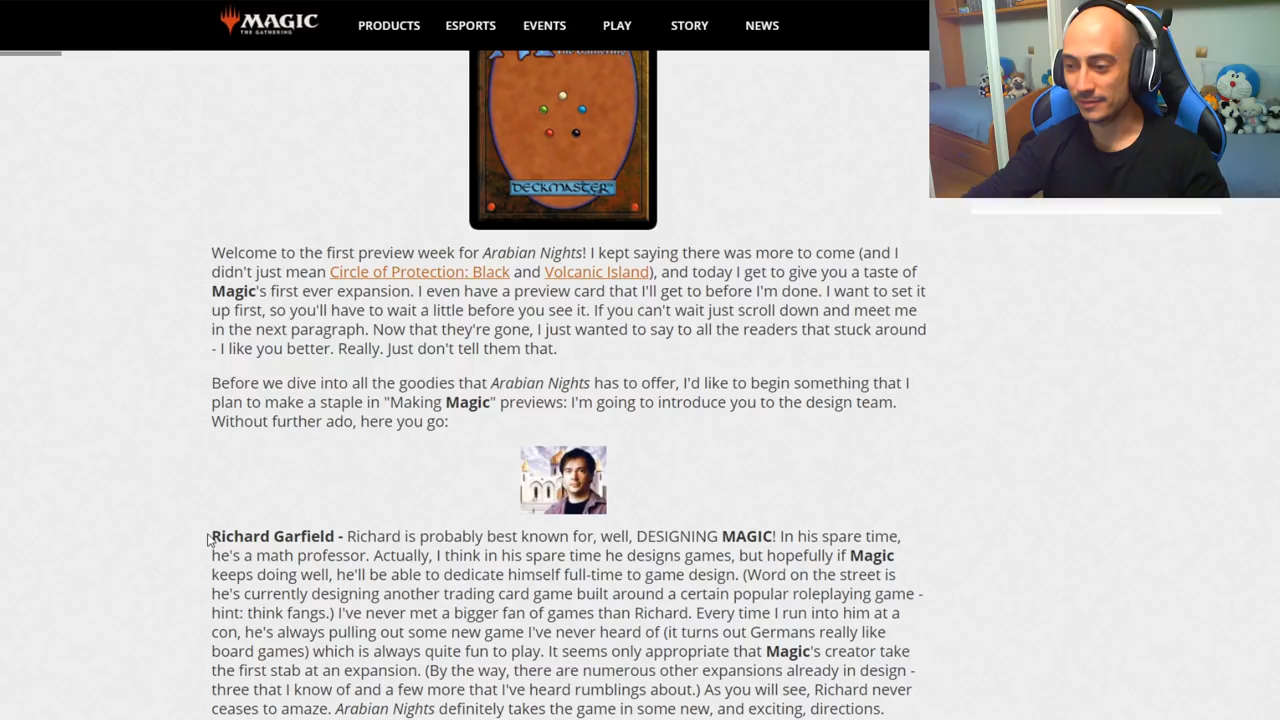 MAGIC
THE GATHERING
PRODUCTS ESPORTS EVENTS PLAY STORY NEWS
The Gathering
DECKMASTER
Welcome to the first preview week for Arabian Nights! I kept saying there was more to come (and I
didn't just mean Circle of Protection: Black and Volcanic Island), and today I get to give you a taste of
Magic's first ever expansion. I even have a preview card that I'll get to before I'm done. I want to set it
up first, so you'll have to wait a little before you see it. If you can't wait just scroll down and meet me
in the next paragraph. Now that they're gone, I just wanted to say to all the readers that stuck around
- I like you better. Really. Just don't tell them that.
Before we dive into all the goodies that Arabian Nights has to offer, I'd like to begin something that I
plan to make a staple in "Making Magic" previews: I'm going to introduce you to the design team.
Without further ado, here you go:
Richard Garfield - Richard is probably best known for, well, DESIGNING MAGIC! In his spare time,
he's a math professor. Actually, I think in his spare time he designs games, but hopefully if Magic
keeps doing well, he'll be able to dedicate himself full-time to game design. (Word on the street is
he's currently designing another trading card game built around a certain popular roleplaying game -
hint: think fangs.) I've never met a bigger fan of games than Richard. Every time I run into him at a
con, he's always pulling out some new game I've never heard of (it turns out Germans really like
board games) which is always quite fun to play. It seems only appropriate that Magic's creator take
the first stab at an expansion. (By the way, there are numerous other expansions already in design -
three that I know of and a few more that I've heard rumblings about.) As you will see, Richard never
ceases to amaze. Arabian Nights definitely takes the game in some new, and exciting, directions.